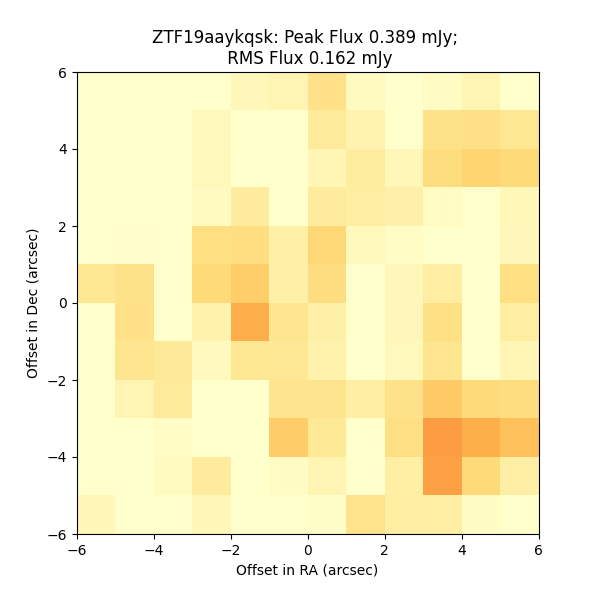 ZTF19aaykqsk: Peak Flux 0.389 mJy;
RMS Flux 0.162 mJy
6
4
2
0
−2
−4
−6
Offset in Dec (arcsec)
−6 −4 −2 0 2 4 6
Offset in RA (arcsec)